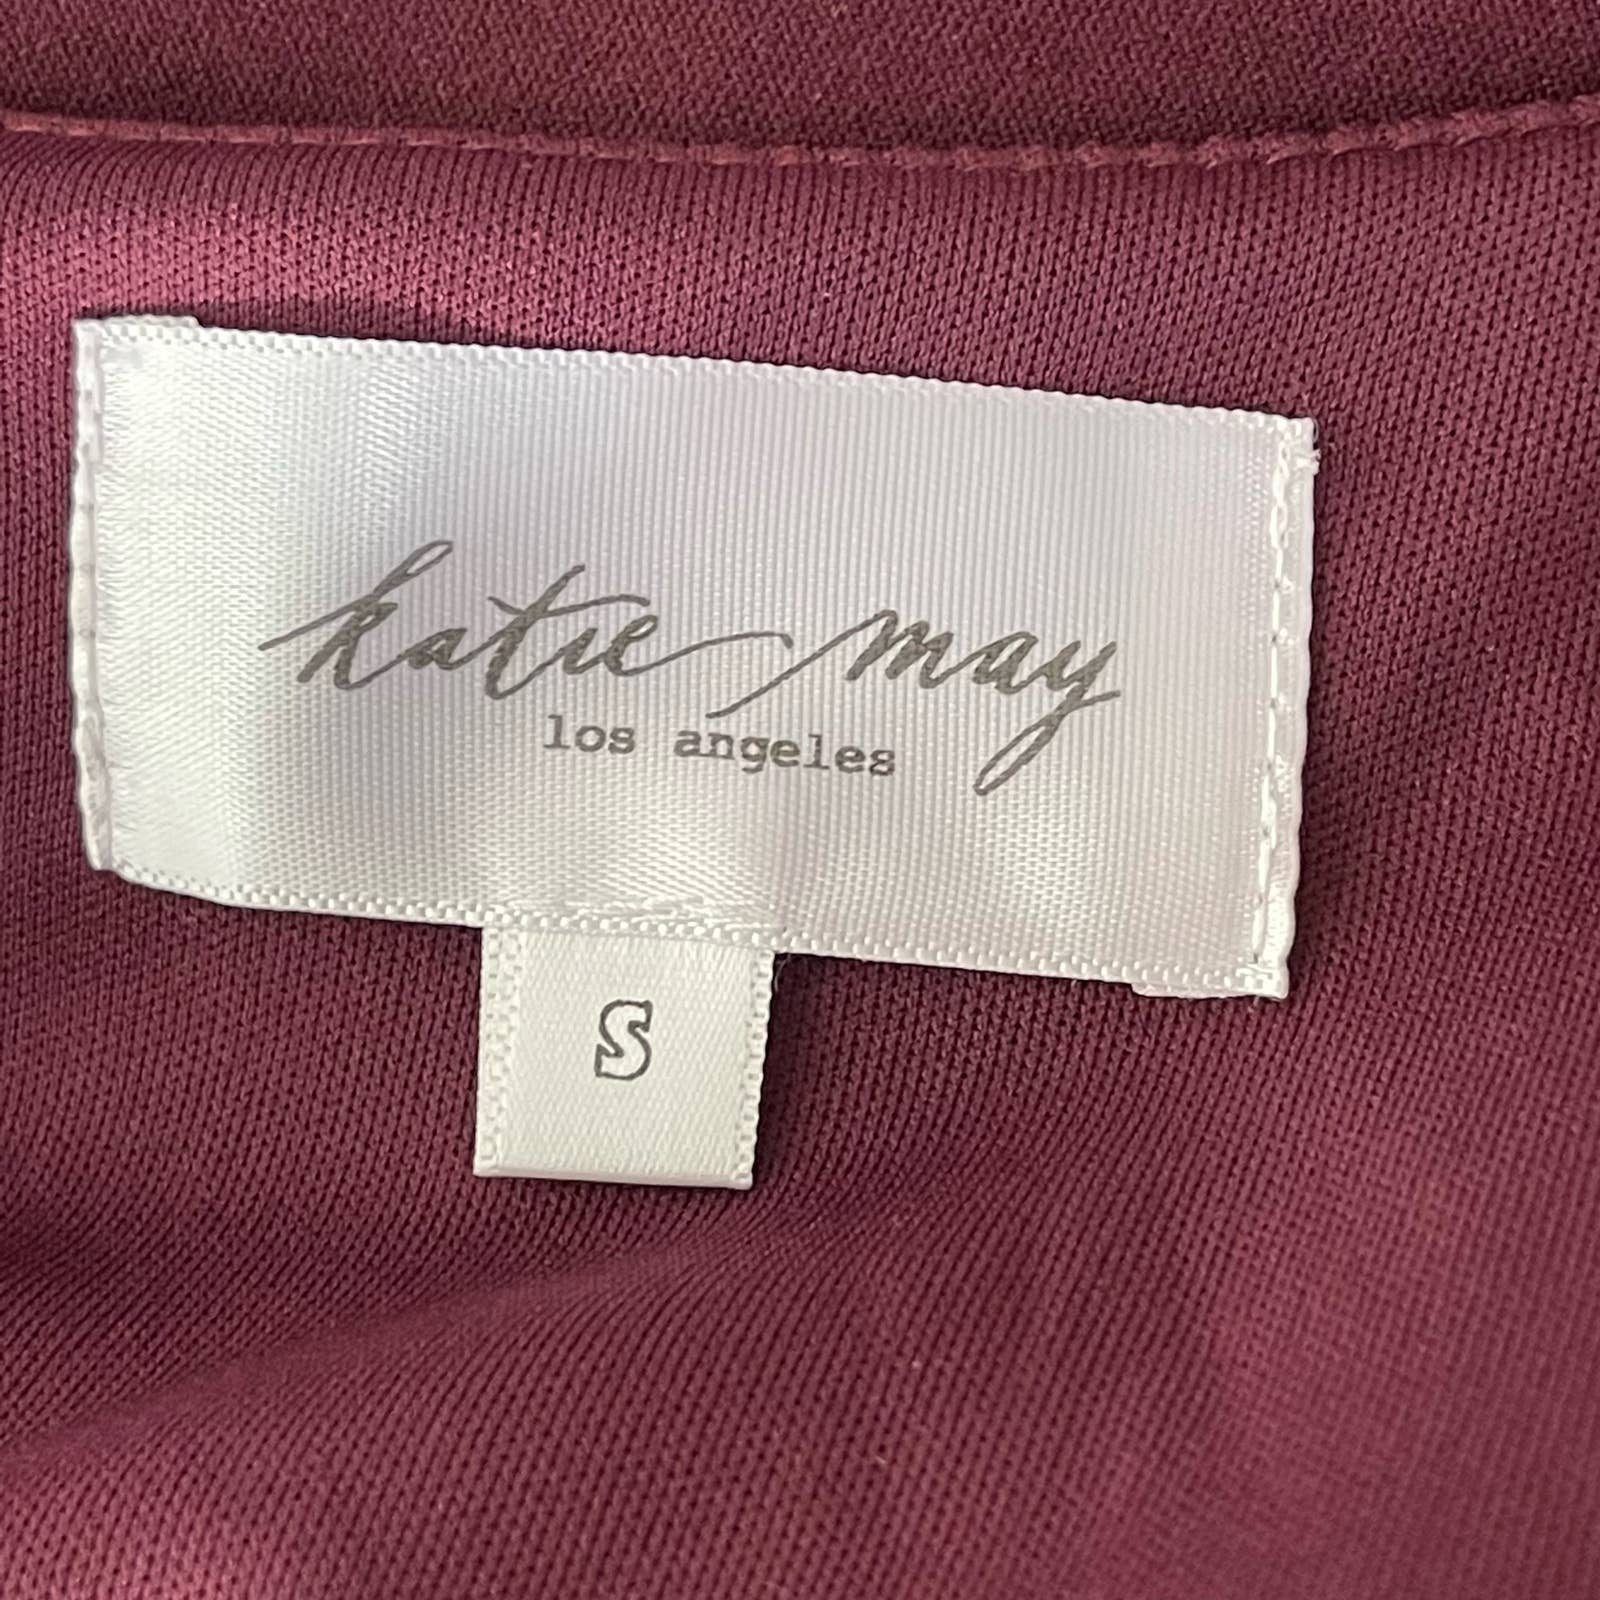 katie may
los angeles
S